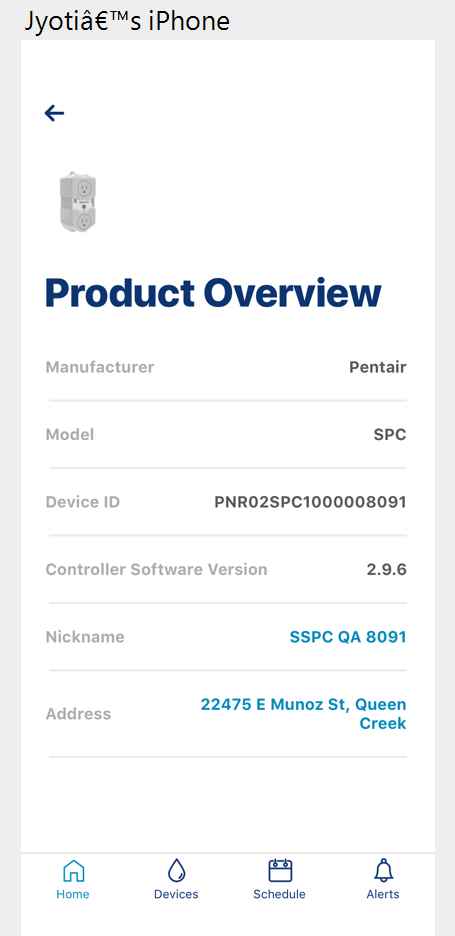 Jyotiâ€™s iPhone
Product Overview
Manufacturer Pentair
Model SPC
Device ID PNR02SPC1000008091
Controller Software Version 2.9.6
Nickname SSPC QA 8091
Address 22475 E Munoz St, Queen
Creek
Home Devices Schedule Alerts